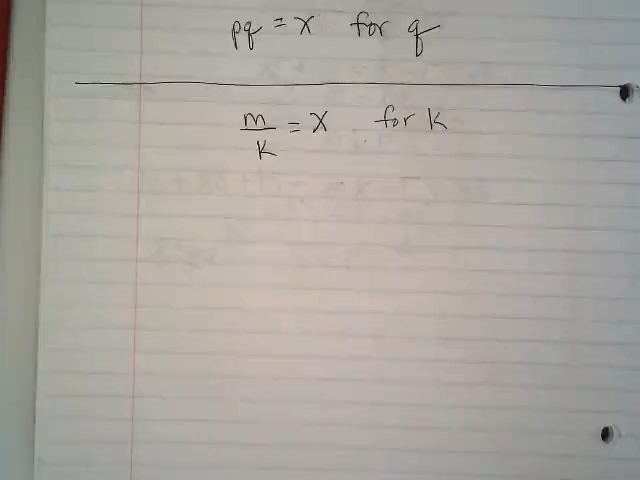 pq = x for q
m/k = x for k